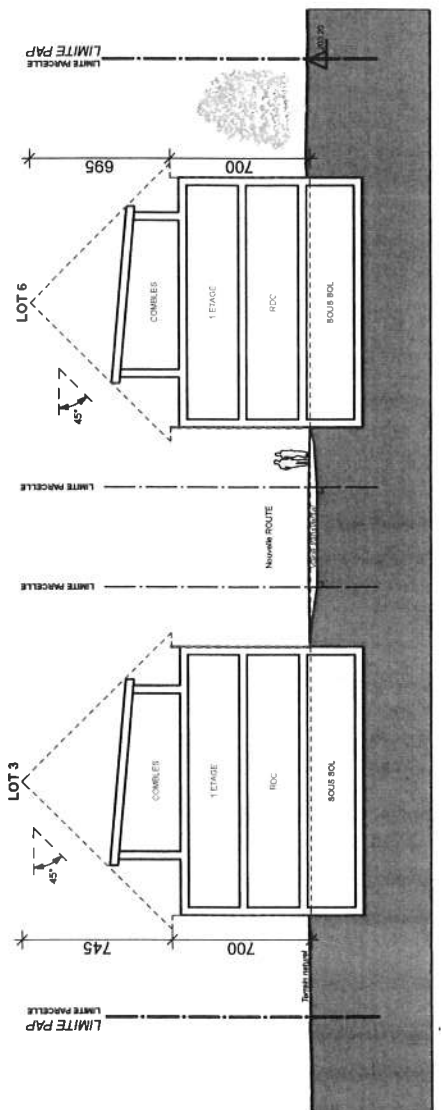 LIMITE PAP
LIMITE PARCELLE
745
700
Terrain naturel
LOT 3
45°
COMBLES
1 ETAGE
RDC
SOUS SOL
LIMITE PARCELLE
Nouvelle ROUTE
LIMITE PARCELLE
LOT 6
45°
COMBLES
1 ETAGE
RDC
SOUS SOL
695
700
LIMITE PARCELLE
LIMITE PAP